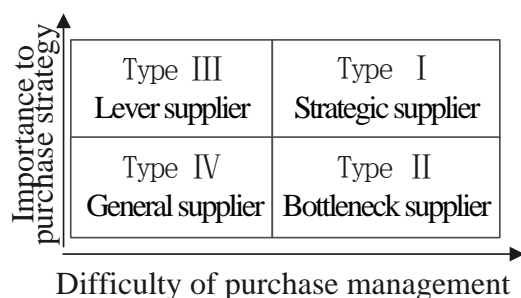 Importance to
purchase strategy
Type Ⅲ
Lever supplier
Type Ⅰ
Strategic supplier
Type Ⅳ
General supplier
Type Ⅱ
Bottleneck supplier
Difficulty of purchase management